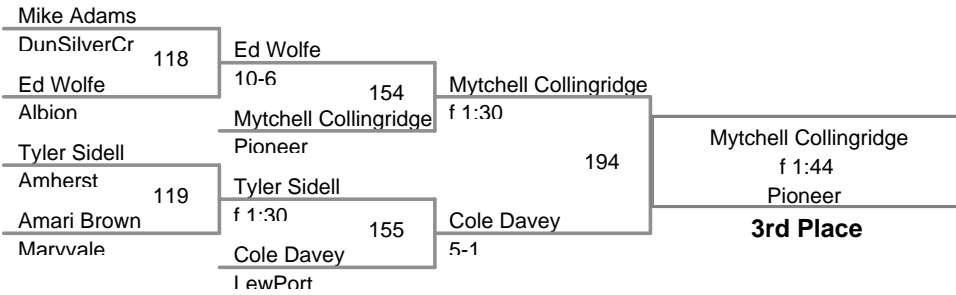 Mike Adams
DunSilverCr
118
Ed Wolfe
Albion
Tyler Sidell
Amherst
119
Amari Brown
Maryvale
Ed Wolfe
10-6
154
Mytchell Collingridge
Pioneer
Tyler Sidell
f 1:30
155
Cole Davey
LewPort
Mytchell Collingridge
f 1:30
194
Cole Davey
5-1
Mytchell Collingridge
f 1:44
Pioneer
3rd Place